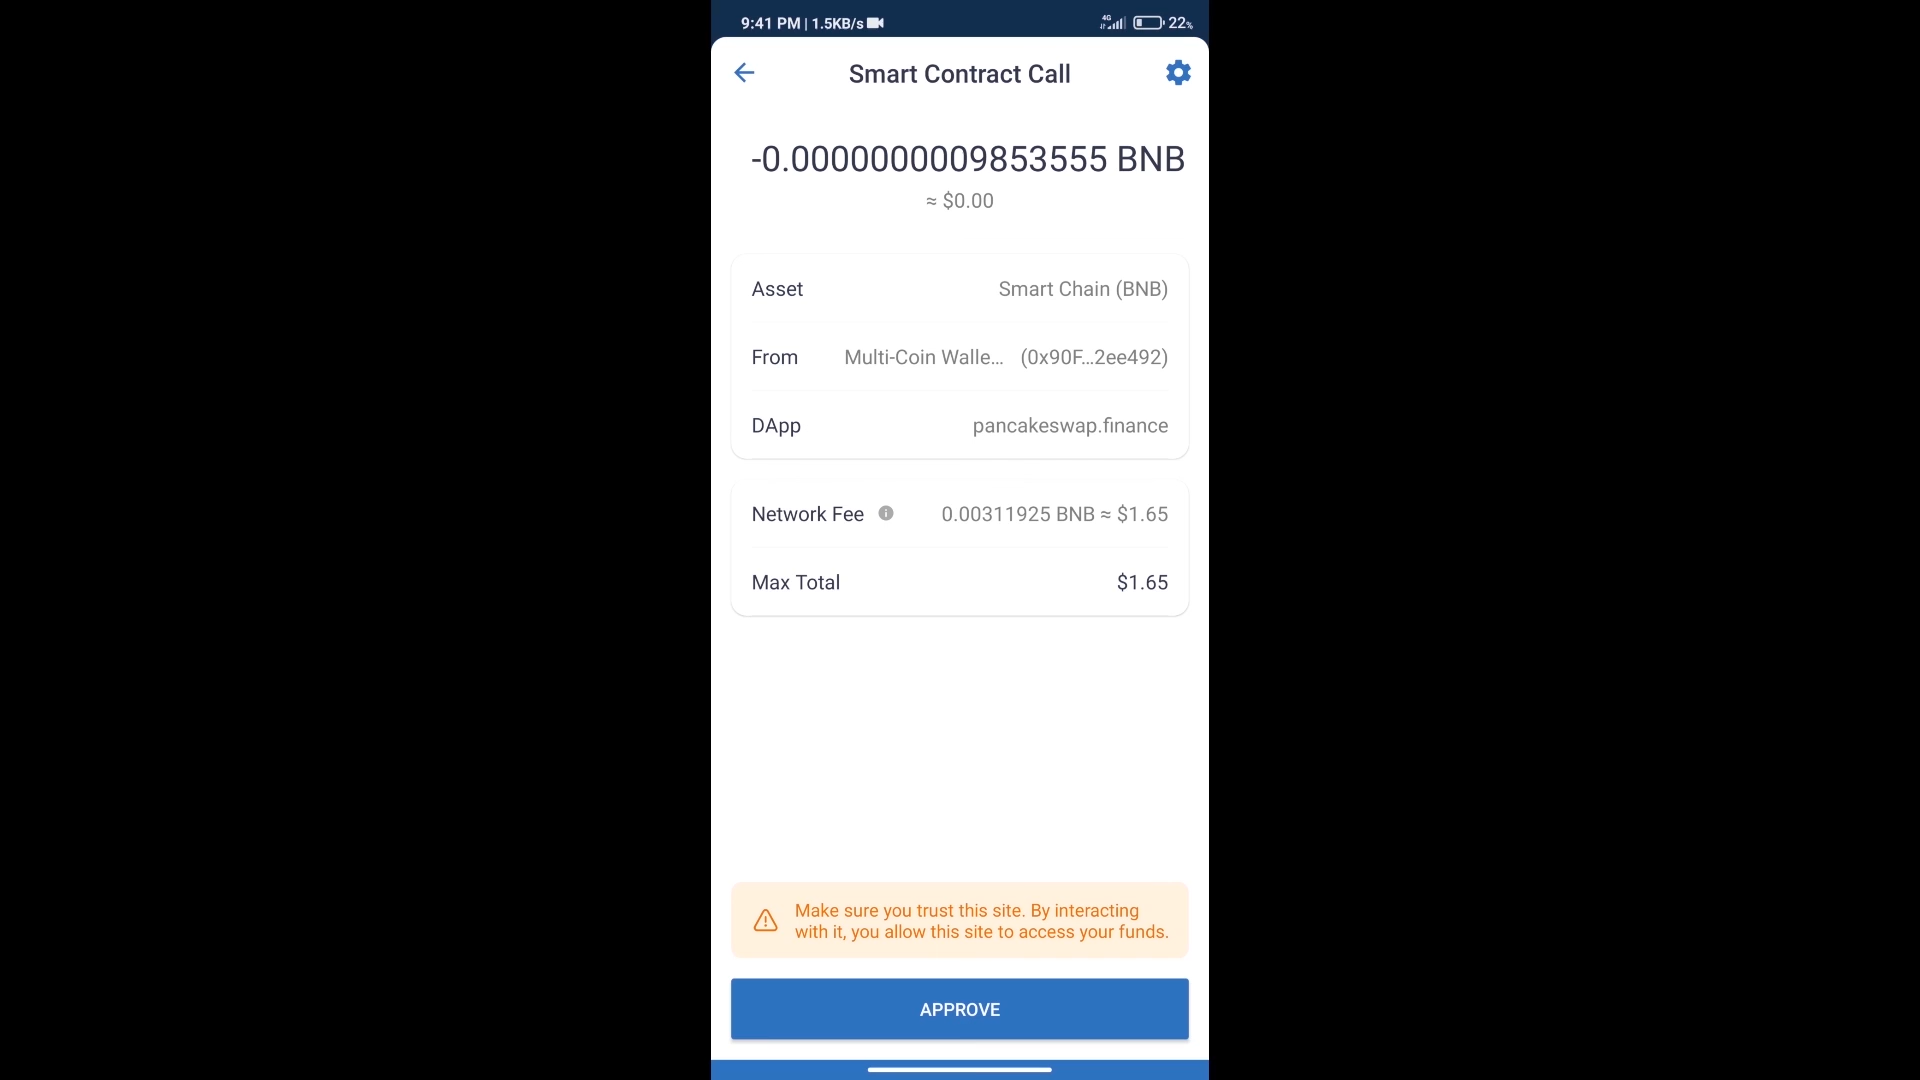 9:41 PM | 1.5KB/s 4G 22%
Smart Contract Call
-0.0000000009853555 BNB
≈ $0.00
Asset Smart Chain (BNB)
From Multi-Coin Walle... (0x90F...2ee492)
DApp pancakeswap.finance
Network Fee 0.00311925 BNB ≈ $1.65
Max Total $1.65
Make sure you trust this site. By interacting
with it, you allow this site to access your funds.
APPROVE